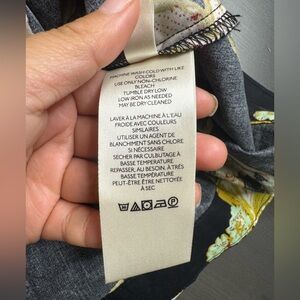 MACHINE WASH COLD WITH LIKE
COLORS
USE ONLY NON-CHLORINE
BLEACH
TUMBLE DRY LOW
LOW IRON AS NEEDED
MAY BE DRY CLEANED
LAVER À LA MACHINE À L'EAU
FROIDE AVEC COULEURS
SIMILAIRES
UTILISER UN AGENT DE
BLANCHIMENT SANS CHLORE
SI NÉCESSAIRE
SECHER PAR CULBUTAGE À
BASSE TEMPÉRATURE
REPASSER, AU BESOIN, À TRÈS
BASSE TEMPÉRATURE
PEUT-ÊTRE ÊTRE NETTOYÉE
À SEC